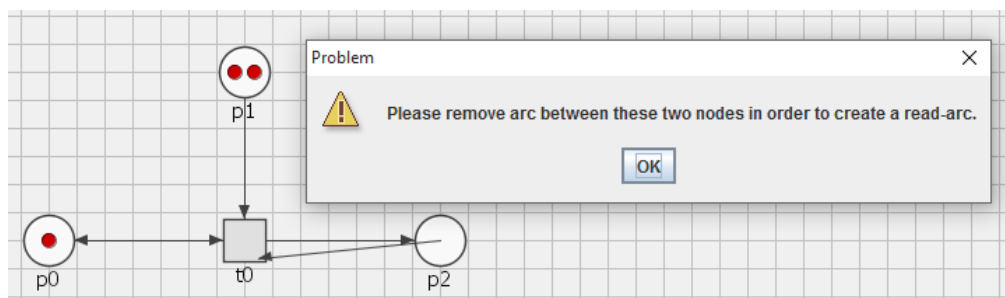 Problem
Please remove arc between these two nodes in order to create a read-arc.
OK
p1
p0
t0
p2